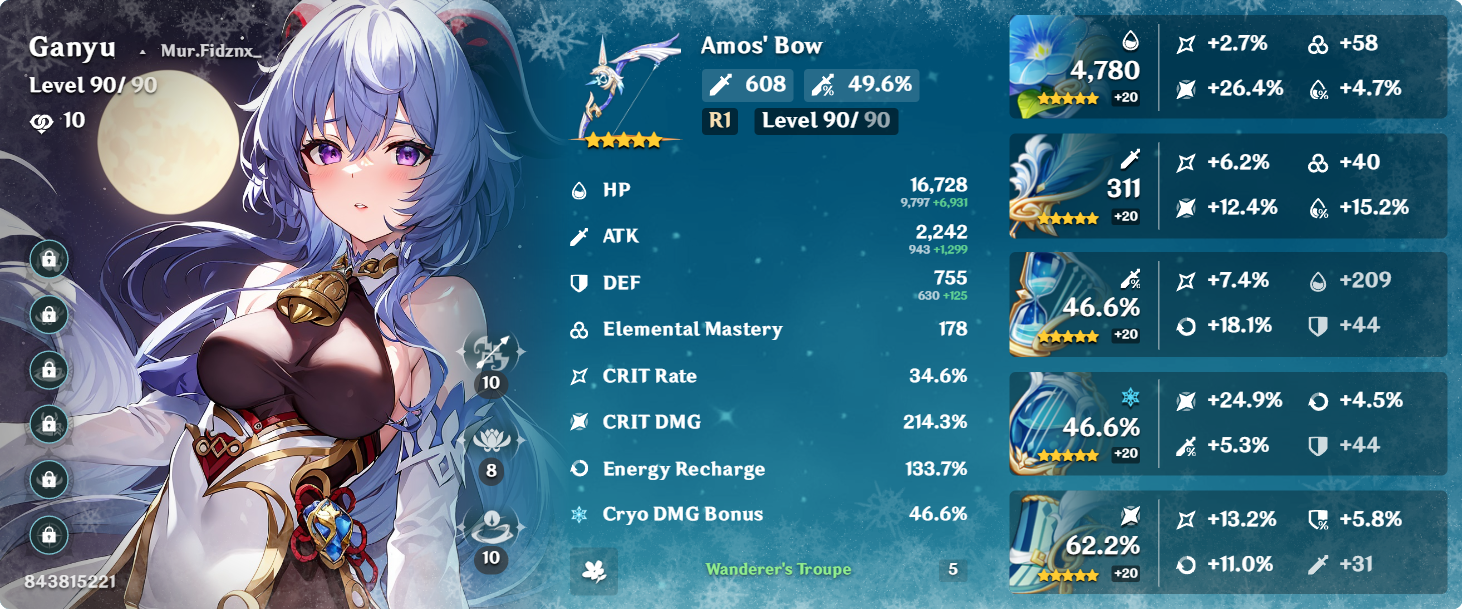 Ganyu • Mur.Fidznx_
Level 90/ 90
10
10
8
10
843815221
Amos' Bow
608 49.6%
R1 Level 90/ 90
HP 16,728
9,797 +6,931
ATK 2,242
943 +1,299
DEF 755
630 +125
Elemental Mastery 178
CRIT Rate 34.6%
CRIT DMG 214.3%
Energy Recharge 133.7%
Cryo DMG Bonus 46.6%
Wanderer's Troupe 5
4,780
+20
+2.7% +58
+26.4% +4.7%
311
+20
+6.2% +40
+12.4% +15.2%
46.6%
+20
+7.4% +209
+18.1% +44
46.6%
+20
+24.9% +4.5%
+5.3% +44
62.2%
+20
+13.2% +5.8%
+11.0% +31